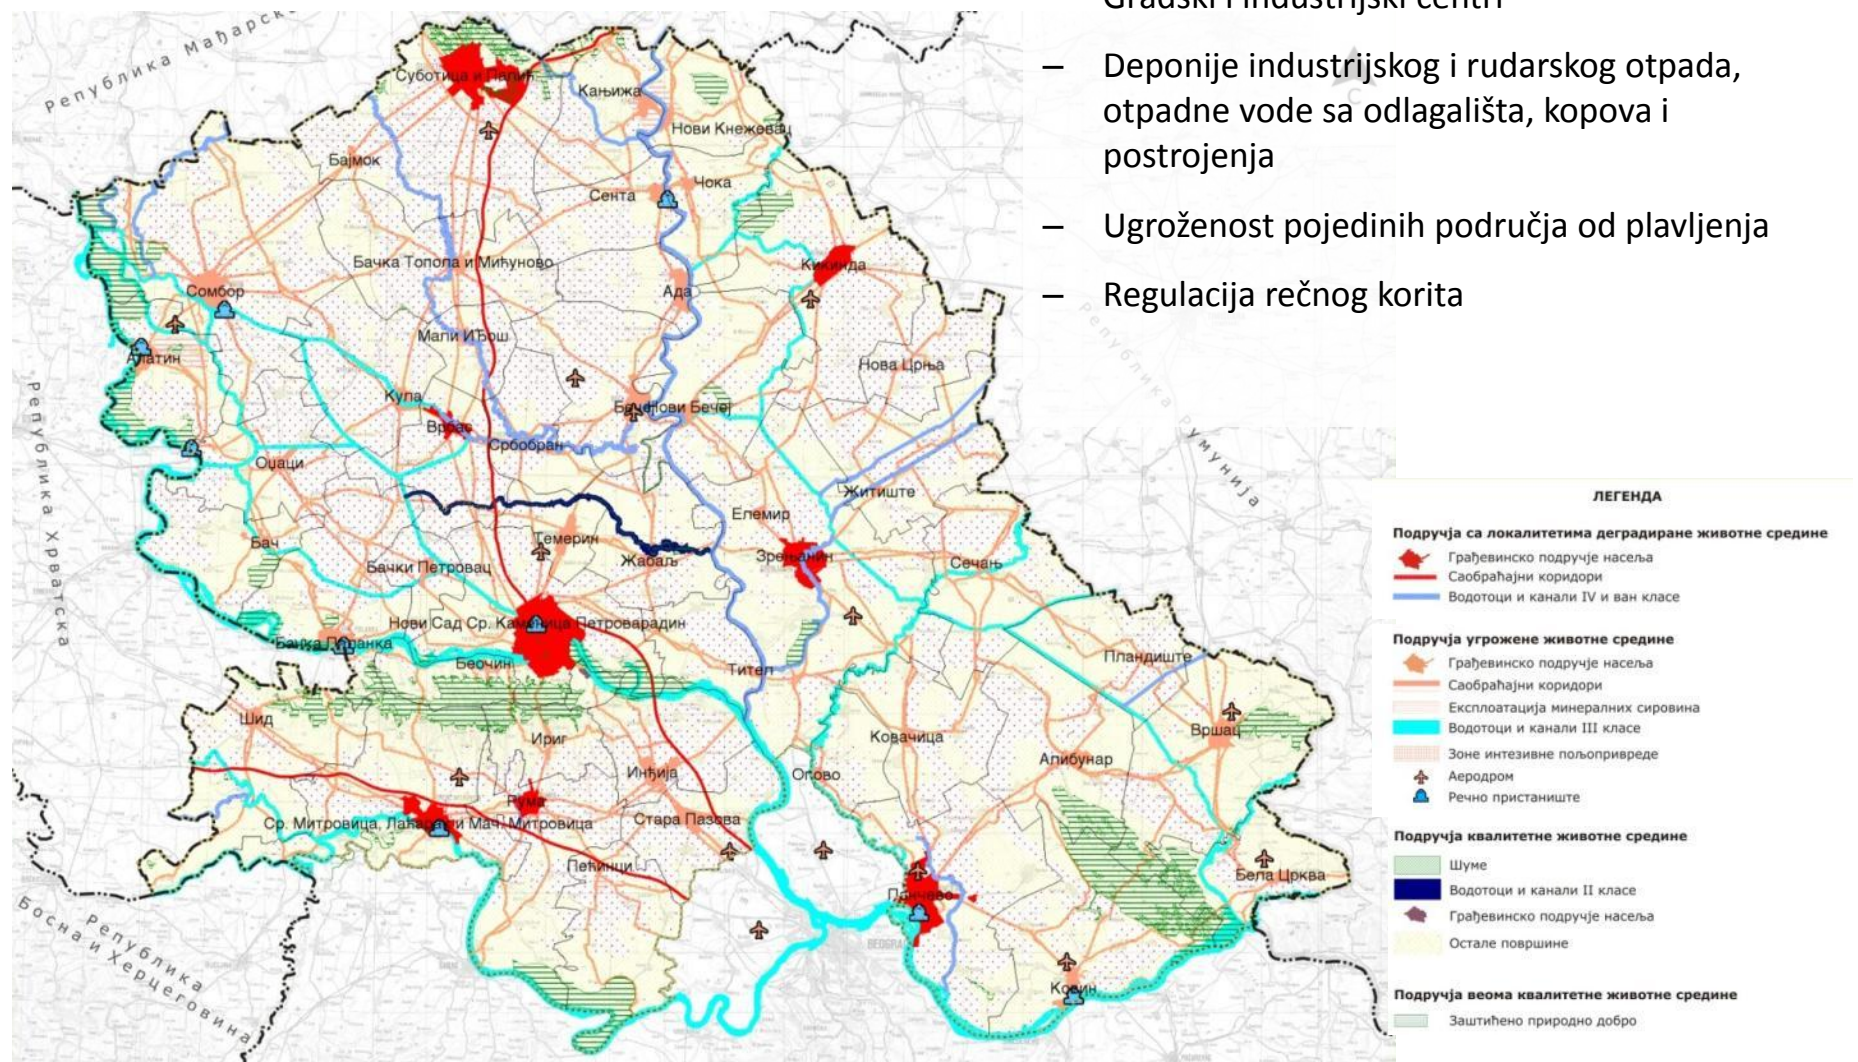 Gradski i industrijski centri
– Deponije industrijskog i rudarskog otpada,
otpadne vode sa odlagališta, kopova i
postrojenja
– Ugroženost pojedinih područja od plavljenja
– Regulacija rečnog korita
Република Мађарска
Суботица и Палић
Кањижа
Нови Кнежевац
Бајмок
Чока
Сента
Бачка Топола и Мићуново
Кикинда
Сомбор
Ада
Мали Иђош
Апатин
Нова Црња
Кула
Бечеј
Нови Бечеј
Врбас
Србобран
Оџаци
Житиште
Елемир
Темерин
Зрењанин
Бач
Жабаљ
Сечањ
Бачки Петровац
Нови Сад Ср. Каменица Петроварадин
Бачка Паланка
Беочин
Тител
Пландиште
Шид
Ириг
Ковачица
Вршац
Алибунар
Инђија
Опово
Рума
Ср. Митровица, Лаћарак и Мач. Митровица
Стара Пазова
Пећинци
Панчево
Бела Црква
BEOGRAD
Ковин
Република Хрватска
Република Румунија
Република
Босна и Херцеговина
С
ЛЕГЕНДА
Подручја са локалитетима деградиране животне средине
Грађевинско подручје насеља
Саобраћајни коридори
Водотоци и канали IV и ван класе
Подручја угрожене животне средине
Грађевинско подручје насеља
Саобраћајни коридори
Експлоатација минералних сировина
Водотоци и канали III класе
Зоне интезивне пољопривреде
Аеродром
Речно пристаниште
Подручја квалитетне животне средине
Шуме
Водотоци и канали II класе
Грађевинско подручје насеља
Остале површине
Подручја веома квалитетне животне средине
Заштићено природно добро